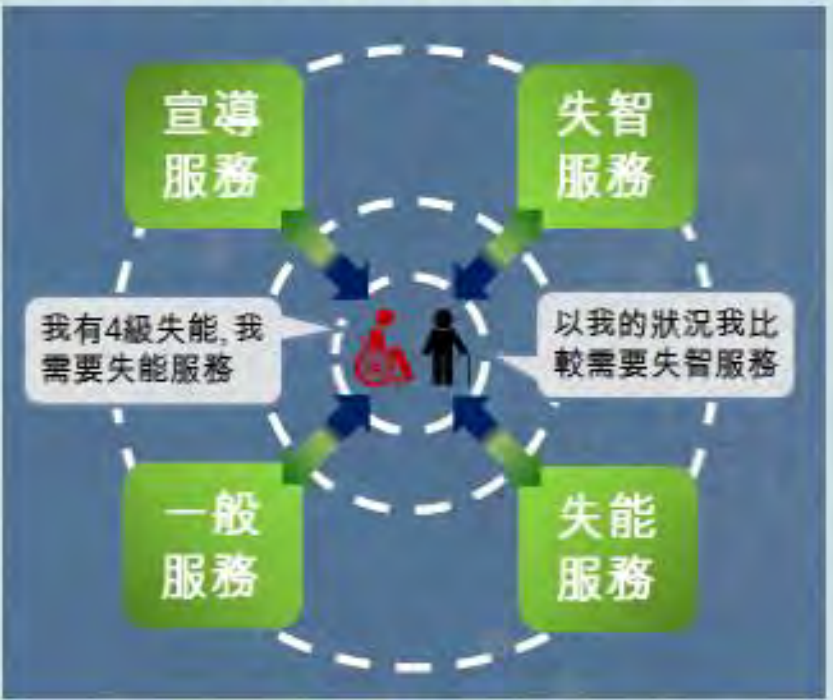 宣導
服務
失智
服務
我有4級失能,我
需要失能服務
以我的狀況我比
較需要失智服務
一般
服務
失能
服務